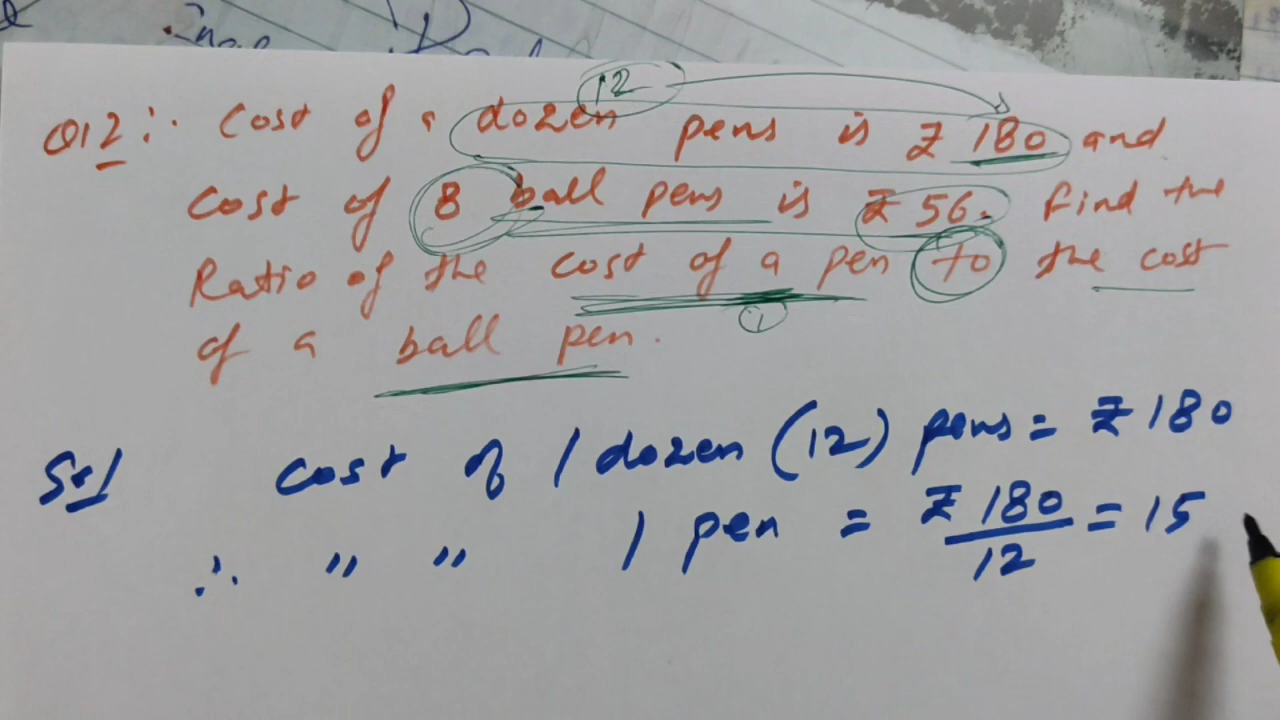 Q12:. Cost of a dozen pens is ₹ 180 and
12
cost of 8 ball pens is ₹ 56. find the
Ratio of the cost of a pen to the cost
1
of a ball pen.
Sol cost of 1 dozen (12) pens = ₹ 180
∴ " " 1 pen = ₹ 180/12 = 15